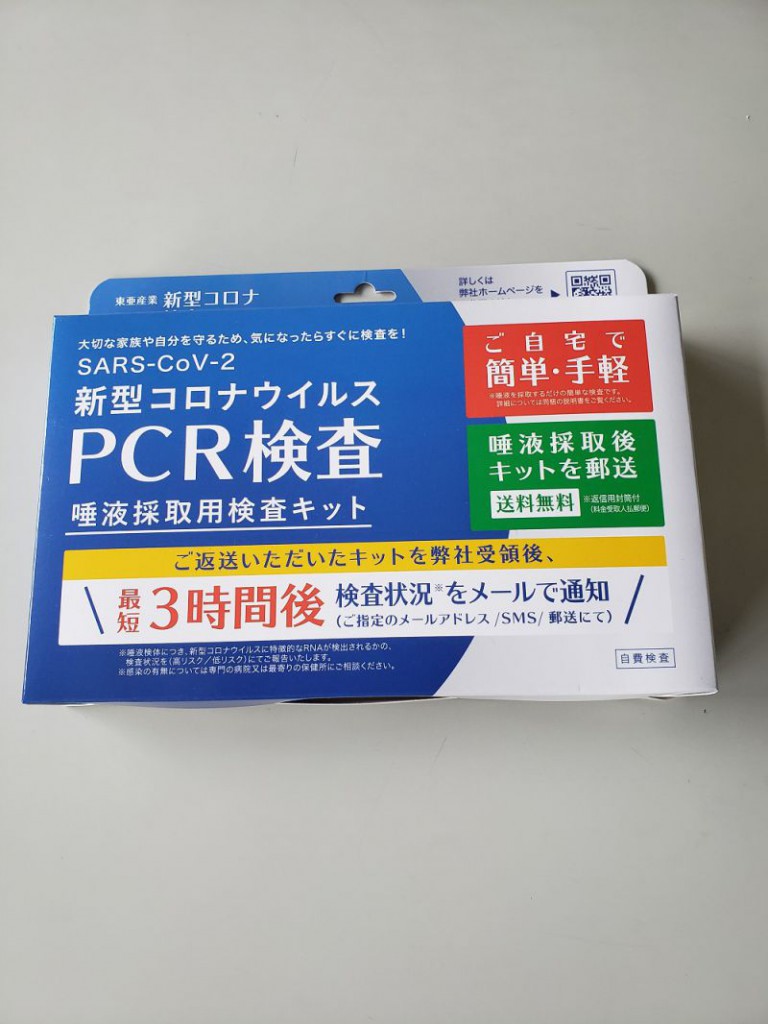 東亜産業 新型コロナ
詳しくは
弊社ホームページを
大切な家族や自分を守るため、気になったらすぐに検査を!
SARS-CoV-2
新型コロナウイルス
PCR検査
唾液採取用検査キット
ご自宅で
簡単・手軽
※唾液を採取するだけの簡単な検査です。
詳細については同梱の説明書をご覧ください。
唾液採取後
キットを郵送
送料無料 ※返信用封筒付
(料金受取人払郵便)
ご返送いただいたキットを弊社受領後、
最短 3時間後 検査状況※をメールで通知
(ご指定のメールアドレス/SMS/郵送にて)
※唾液検体につき、新型コロナウイルスに特徴的なRNAが検出されるかの、
検査状況を(高リスク/低リスク)にてご報告いたします。
※感染の有無については専門の病院又は最寄りの保健所にご相談ください。
自費検査